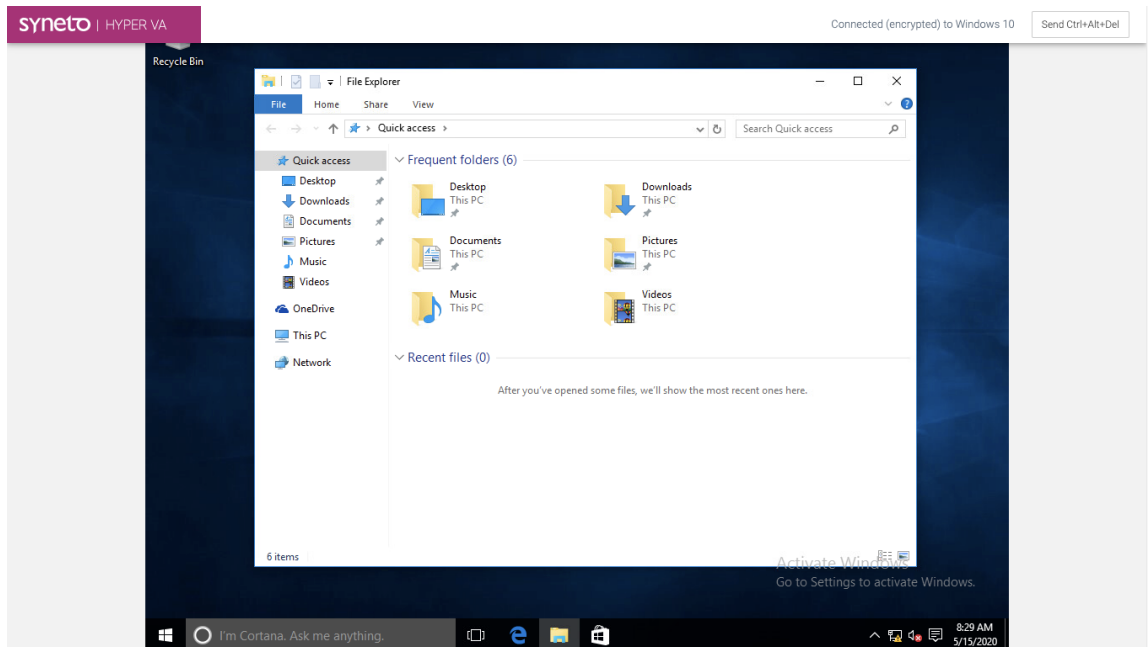 syneto | HYPER VA
Connected (encrypted) to Windows 10
Send Ctrl+Alt+Del
Recycle Bin
File Explorer
File Home Share View
Quick access
Search Quick access
Quick access
Desktop
Downloads
Documents
Pictures
Music
Videos
OneDrive
This PC
Network
Frequent folders (6)
Desktop
This PC
Downloads
This PC
Documents
This PC
Pictures
This PC
Music
This PC
Videos
This PC
Recent files (0)
After you've opened some files, we'll show the most recent ones here.
6 items
Activate Windows
Go to Settings to activate Windows.
I'm Cortana. Ask me anything.
8:29 AM
5/15/2020